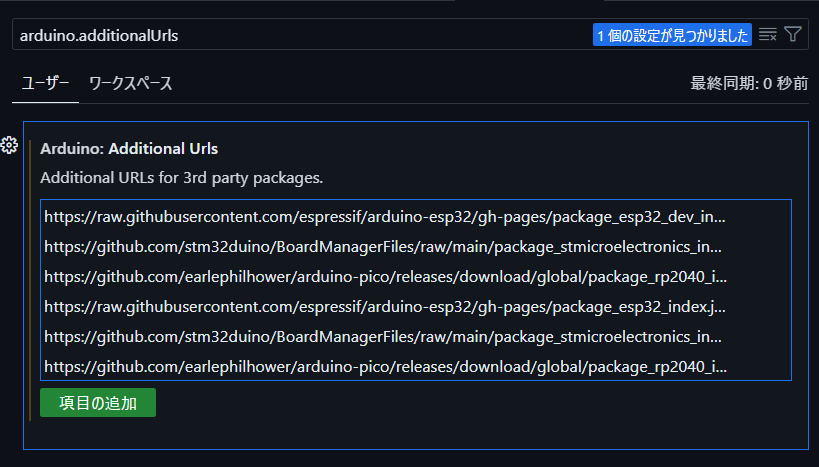 arduino.additionalUrls
1 個の設定が見つかりました
ユーザー ワークスペース
最終同期: 0 秒前
Arduino: Additional Urls
Additional URLs for 3rd party packages.
https://raw.githubusercontent.com/espressif/arduino-esp32/gh-pages/package_esp32_dev_in...
https://github.com/stm32duino/BoardManagerFiles/raw/main/package_stmicroelectronics_in...
https://github.com/earlephilhower/arduino-pico/releases/download/global/package_rp2040_i...
https://raw.githubusercontent.com/espressif/arduino-esp32/gh-pages/package_esp32_index.j...
https://github.com/stm32duino/BoardManagerFiles/raw/main/package_stmicroelectronics_in...
https://github.com/earlephilhower/arduino-pico/releases/download/global/package_rp2040_i...
項目の追加